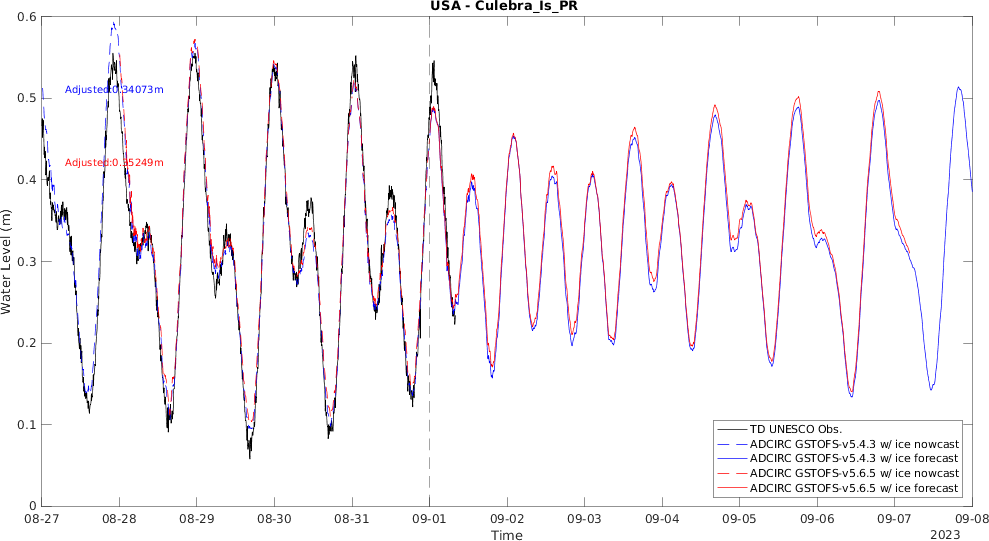 USA - Culebra_Is_PR
Water Level (m)
0.6
0.5
0.4
0.3
0.2
0.1
0
Adjusted:0.34073m
Adjusted:0.35249m
TD UNESCO Obs.
ADCIRC GSTOFS-v5.4.3 w/ ice nowcast
ADCIRC GSTOFS-v5.4.3 w/ ice forecast
ADCIRC GSTOFS-v5.6.5 w/ ice nowcast
ADCIRC GSTOFS-v5.6.5 w/ ice forecast
08-27 08-28 08-29 08-30 08-31 09-01 09-02 09-03 09-04 09-05 09-06 09-07 09-08
Time
2023